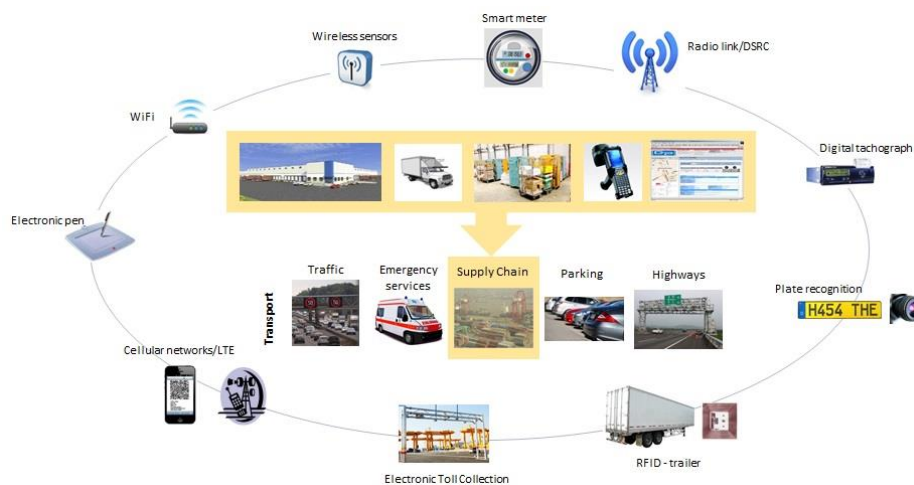 Smart meter
Wireless sensors
Radio link/DSRC
WiFi
Digital tachograph
Electronic pen
Traffic
Emergency
services
Supply Chain
Parking
Highways
Transport
Plate recognition
H454 THE
Cellular networks/LTE
RFID - trailer
Electronic Toll Collection